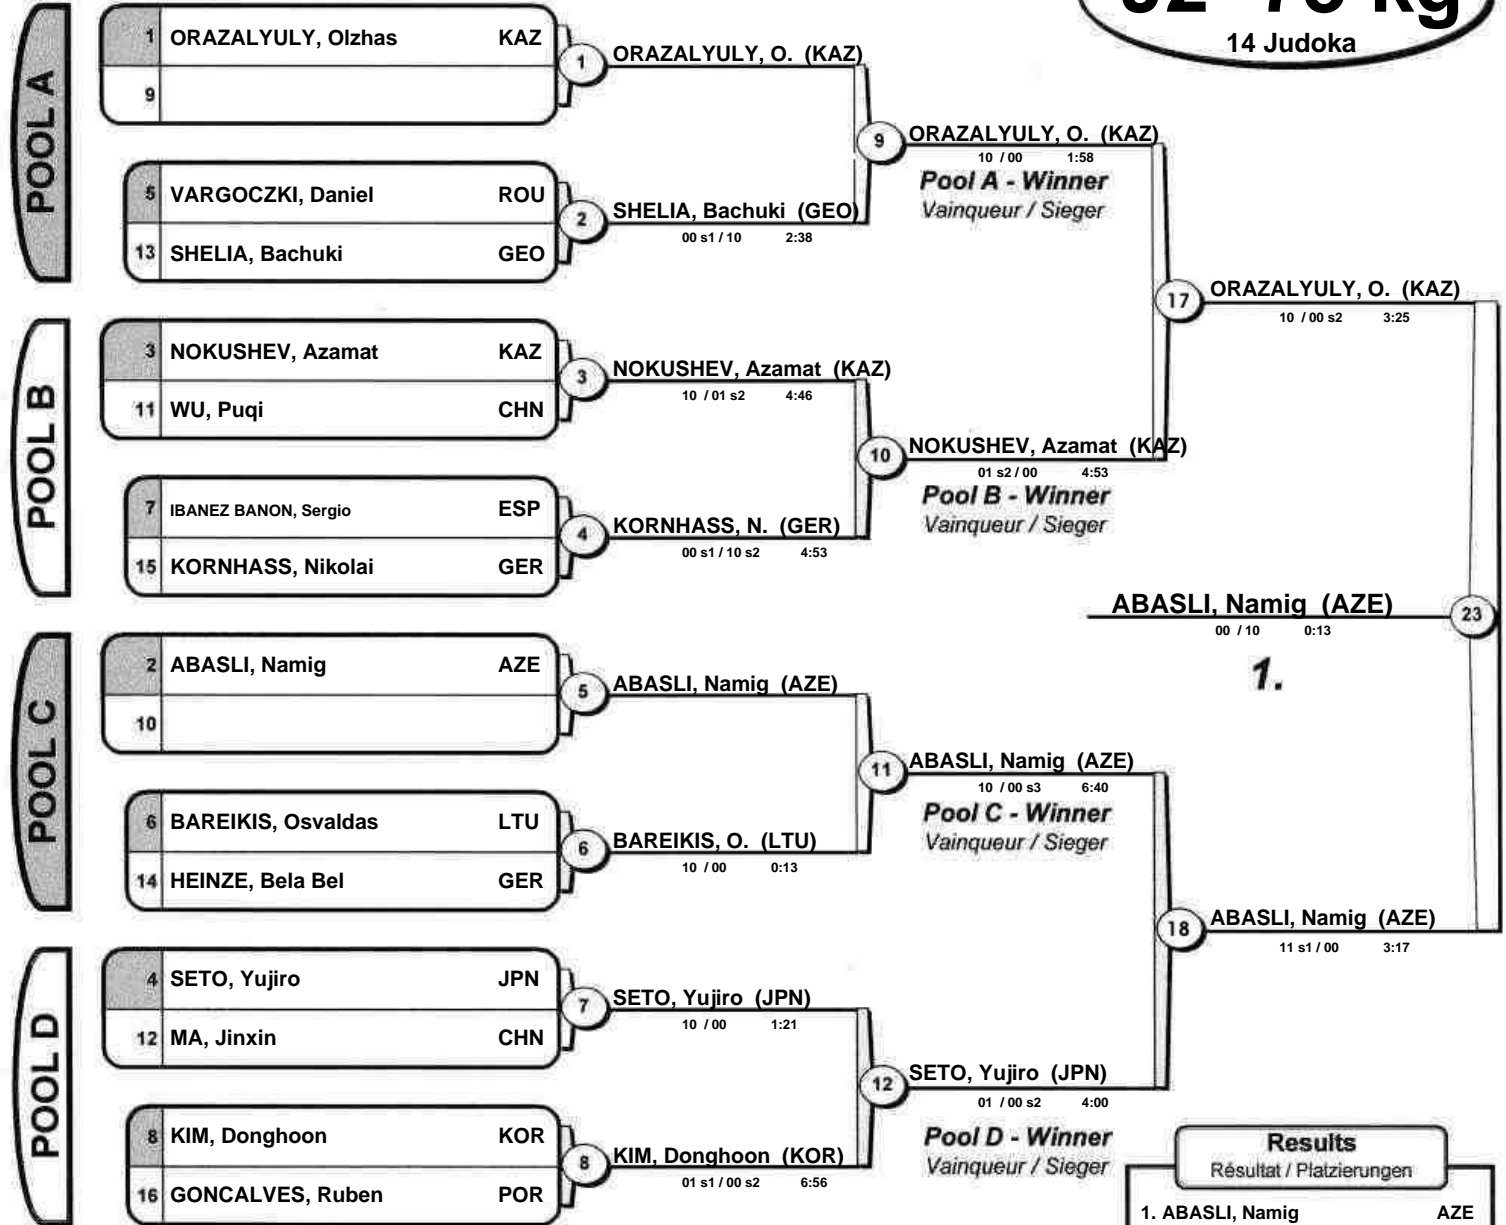 J2 -73 kg
14 Judoka
POOL A
1 ORAZALYULY, Olzhas KAZ
9
5 VARGOCZKI, Daniel ROU
13 SHELIA, Bachuki GEO
1 ORAZALYULY, O. (KAZ)
2 SHELIA, Bachuki (GEO)
00 s1 / 10 2:38
9 ORAZALYULY, O. (KAZ)
10 / 00 1:58
Pool A - Winner
Vainqueur / Sieger
POOL B
3 NOKUSHEV, Azamat KAZ
11 WU, Puqi CHN
7 IBANEZ BANON, Sergio ESP
15 KORNHASS, Nikolai GER
3 NOKUSHEV, Azamat (KAZ)
10 / 01 s2 4:46
4 KORNHASS, N. (GER)
00 s1 / 10 s2 4:53
10 NOKUSHEV, Azamat (KAZ)
01 s2 / 00 4:53
Pool B - Winner
Vainqueur / Sieger
17 ORAZALYULY, O. (KAZ)
10 / 00 s2 3:25
POOL C
2 ABASLI, Namig AZE
10
6 BAREIKIS, Osvaldas LTU
14 HEINZE, Bela Bel GER
5 ABASLI, Namig (AZE)
6 BAREIKIS, O. (LTU)
10 / 00 0:13
11 ABASLI, Namig (AZE)
10 / 00 s3 6:40
Pool C - Winner
Vainqueur / Sieger
POOL D
4 SETO, Yujiro JPN
12 MA, Jinxin CHN
8 KIM, Donghoon KOR
16 GONCALVES, Ruben POR
7 SETO, Yujiro (JPN)
10 / 00 1:21
8 KIM, Donghoon (KOR)
01 s1 / 00 s2 6:56
12 SETO, Yujiro (JPN)
01 / 00 s2 4:00
Pool D - Winner
Vainqueur / Sieger
18 ABASLI, Namig (AZE)
11 s1 / 00 3:17
ABASLI, Namig (AZE) 23
00 / 10 0:13
1.
Results
Résultat / Platzierungen
1. ABASLI, Namig AZE